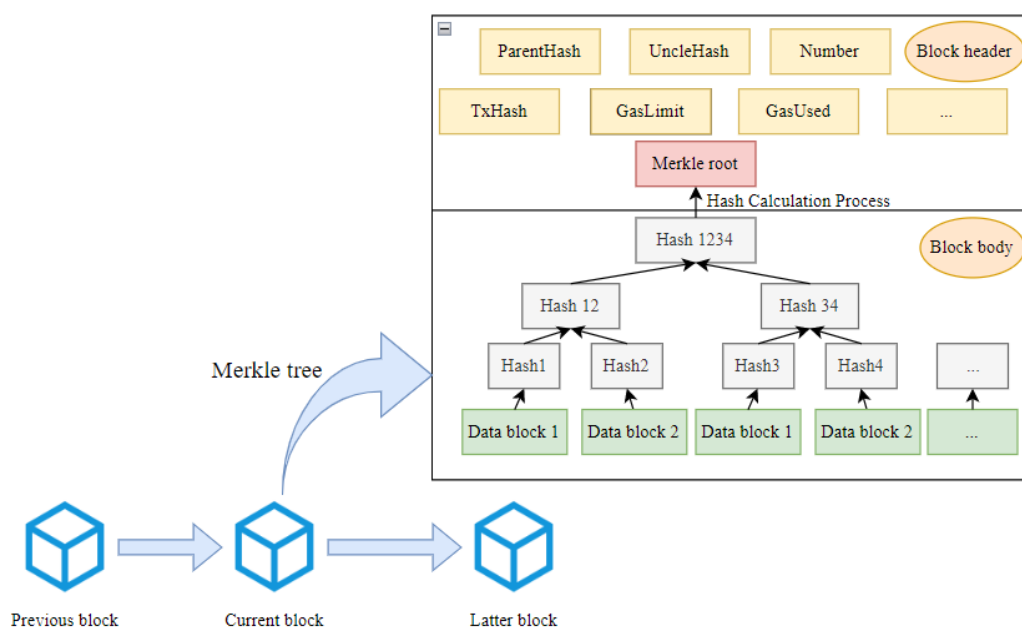 ParentHash
UncleHash
Number
Block header
TxHash
GasLimit
GasUsed
...
Merkle root
Hash Calculation Process
Hash 1234
Block body
Hash 12
Hash 34
Merkle tree
Hash1
Hash2
Hash3
Hash4
...
Data block 1
Data block 2
Data block 1
Data block 2
...
Previous block
Current block
Latter block